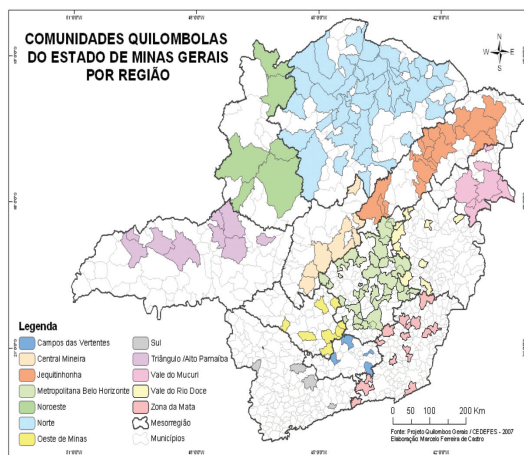 COMUNIDADES QUILOMBOLAS
DO ESTADO DE MINAS GERAIS
POR REGIÃO
N
W E
S
Legenda
Campos das Vertentes
Central Mineira
Jequitinhonha
Metropolitana Belo Horizonte
Noroeste
Norte
Oeste de Minas
Sul
Triângulo /Alto Parnaíba
Vale do Mucuri
Vale do Rio Doce
Zona da Mata
Mesorregião
Municípios
0 50 100 200 Km
Fonte: Projeto Quilombos Gerais / CEDEFES - 2007
Elaboração: Marcelo Ferreira de Castro